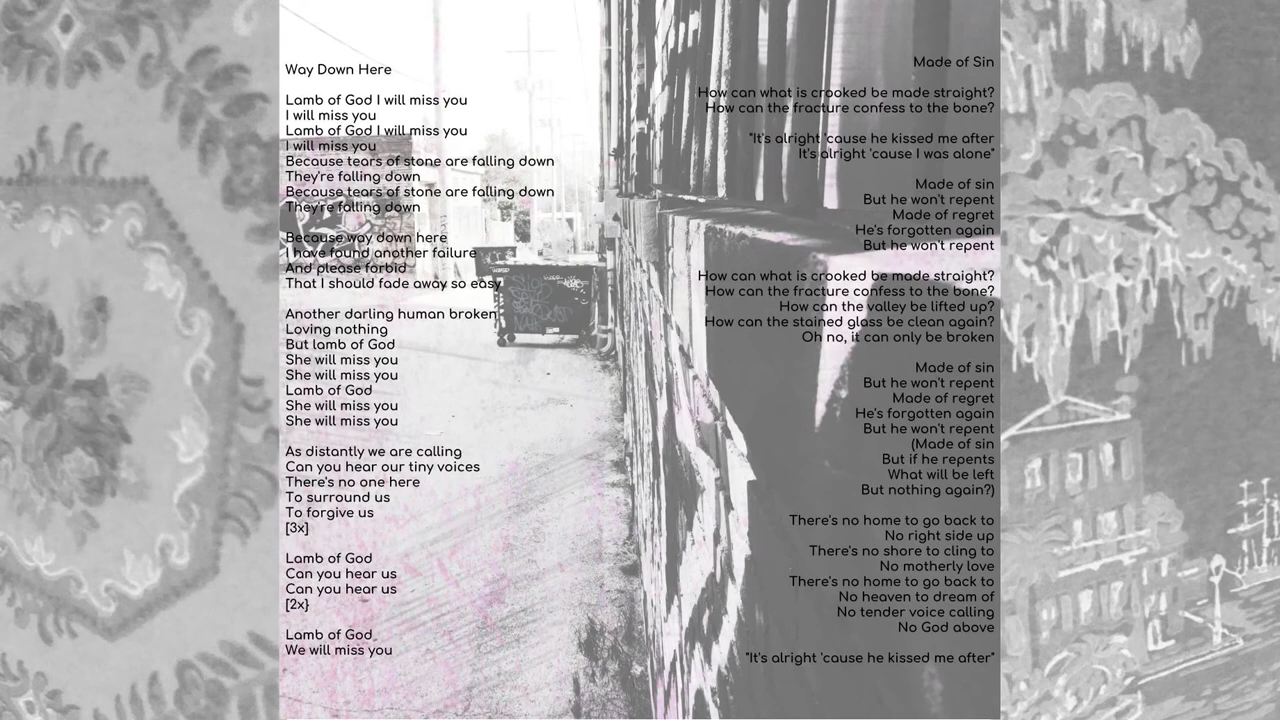 Way Down Here
Lamb of God I will miss you
I will miss you
Lamb of God I will miss you
I will miss you
Because tears of stone are falling down
They're falling down
Because tears of stone are falling down
They're falling down
Because way down here
I have found another failure
And please forbid
That I should fade away so easy
Another darling human broken
Loving nothing
But lamb of God
She will miss you
She will miss you
Lamb of God
She will miss you
She will miss you
As distantly we are calling
Can you hear our tiny voices
There's no one here
To surround us
To forgive us
[3x]
Lamb of God
Can you hear us
Can you hear us
[2x}
Lamb of God
We will miss you
Made of Sin
How can what is crooked be made straight?
How can the fracture confess to the bone?
"It's alright 'cause he kissed me after
It's alright 'cause I was alone"
Made of sin
But he won't repent
Made of regret
He's forgotten again
But he won't repent
How can what is crooked be made straight?
How can the fracture confess to the bone?
How can the valley be lifted up?
How can the stained glass be clean again?
Oh no, it can only be broken
Made of sin
But he won't repent
Made of regret
He's forgotten again
But he won't repent
(Made of sin
But if he repents
What will be left
But nothing again?)
There's no home to go back to
No right side up
There's no shore to cling to
No motherly love
There's no home to go back to
No heaven to dream of
No tender voice calling
No God above
"It's alright 'cause he kissed me after"